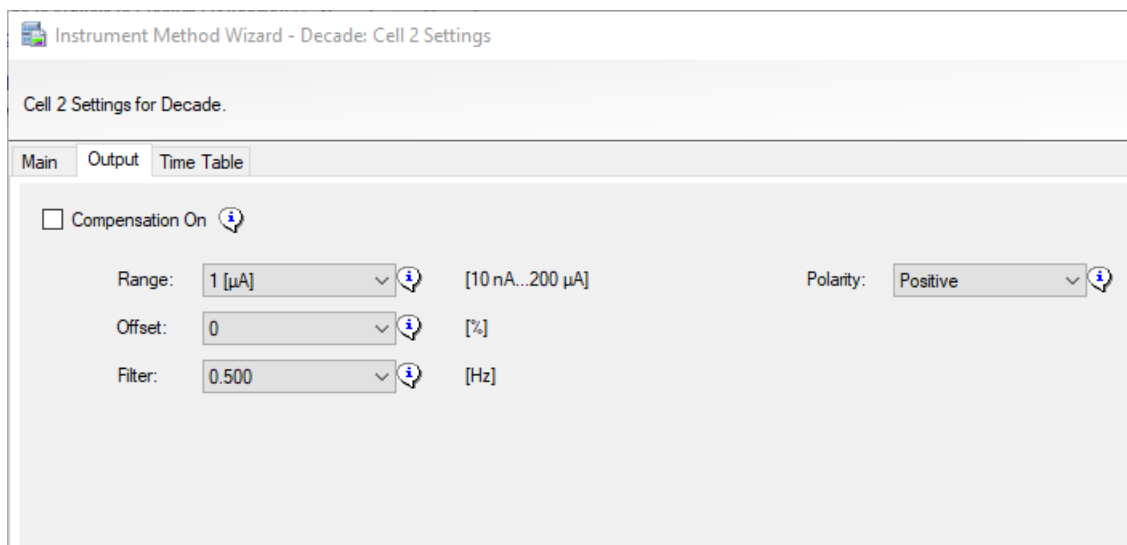 Instrument Method Wizard - Decade: Cell 2 Settings
Cell 2 Settings for Decade.
Main Output Time Table
Compensation On
Range: 1 [µA] [10 nA...200 µA] Polarity: Positive
Offset: 0 [%]
Filter: 0.500 [Hz]